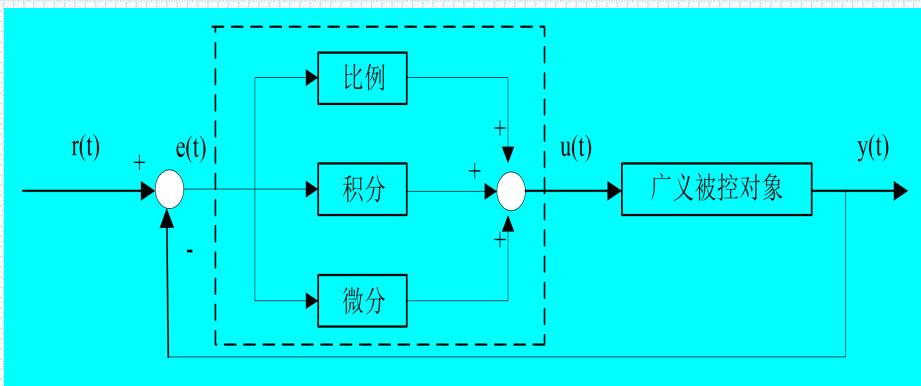 比例
r(t)
+
e(t)
+
u(t)
y(t)
+
积分
广义被控对象
-
+
微分